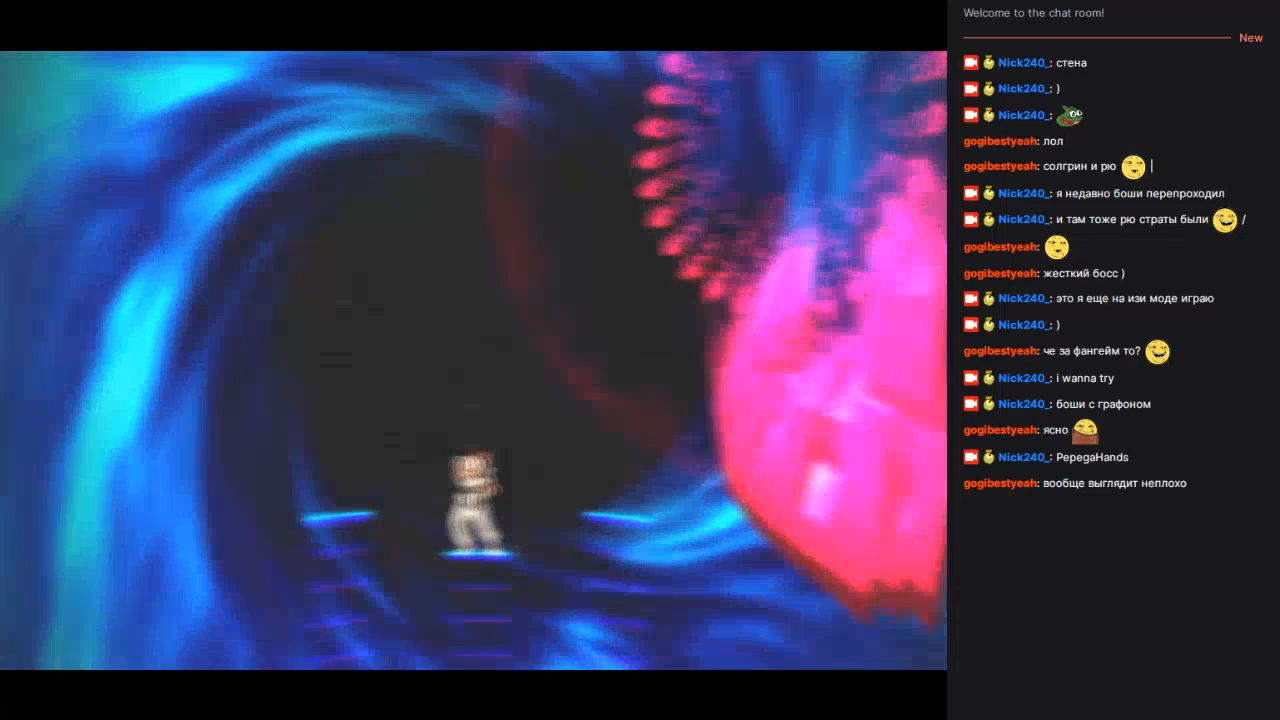 Welcome to the chat room!
New
Nick240_: стена
Nick240_: )
Nick240_:
gogibestyeah: лол
gogibestyeah: солгрин и рю |
Nick240_: я недавно боши перепроходил
Nick240_: и там тоже рю страты были /
gogibestyeah:
gogibestyeah: жесткий босс )
Nick240_: это я еще на изи моде играю
Nick240_: )
gogibestyeah: че за фангейм то?
Nick240_: i wanna try
Nick240_: боши с графоном
gogibestyeah: ясно
Nick240_: PepegaHands
gogibestyeah: вообще выглядит неплохо